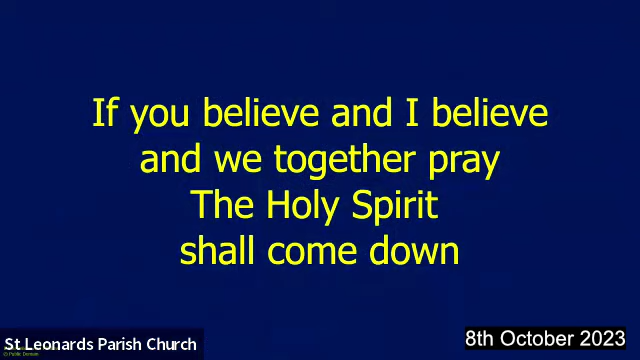 If you believe and I believe
and we together pray
The Holy Spirit
shall come down
St Leonards Parish Church
8th October 2023
© Public Domain